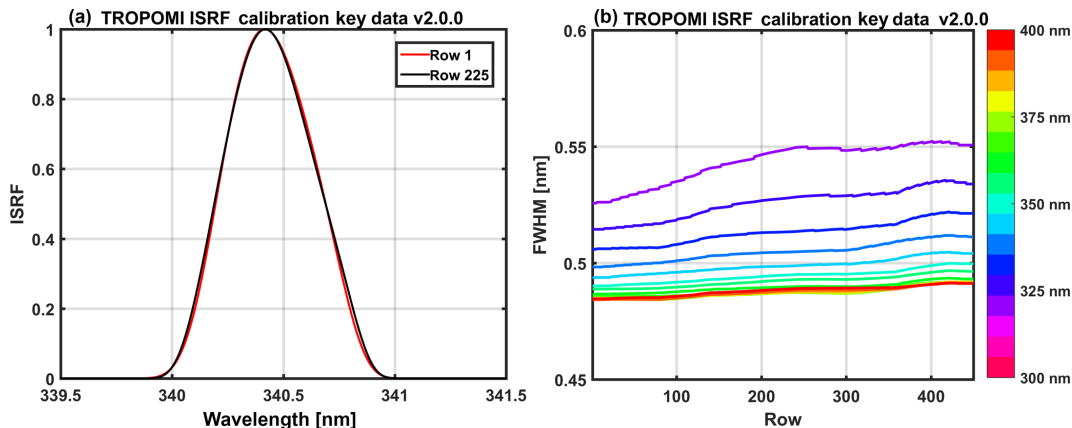 (a) TROPOMI ISRF calibration key data v2.0.0
1
0.8
0.6
0.4
0.2
0
ISRF
Row 1
Row 225
339.5 340 340.5 341 341.5
Wavelength [nm]
(b) TROPOMI ISRF calibration key data v2.0.0
0.6
0.55
0.5
0.45
FWHM [nm]
100 200 300 400
Row
400 nm
375 nm
350 nm
325 nm
300 nm